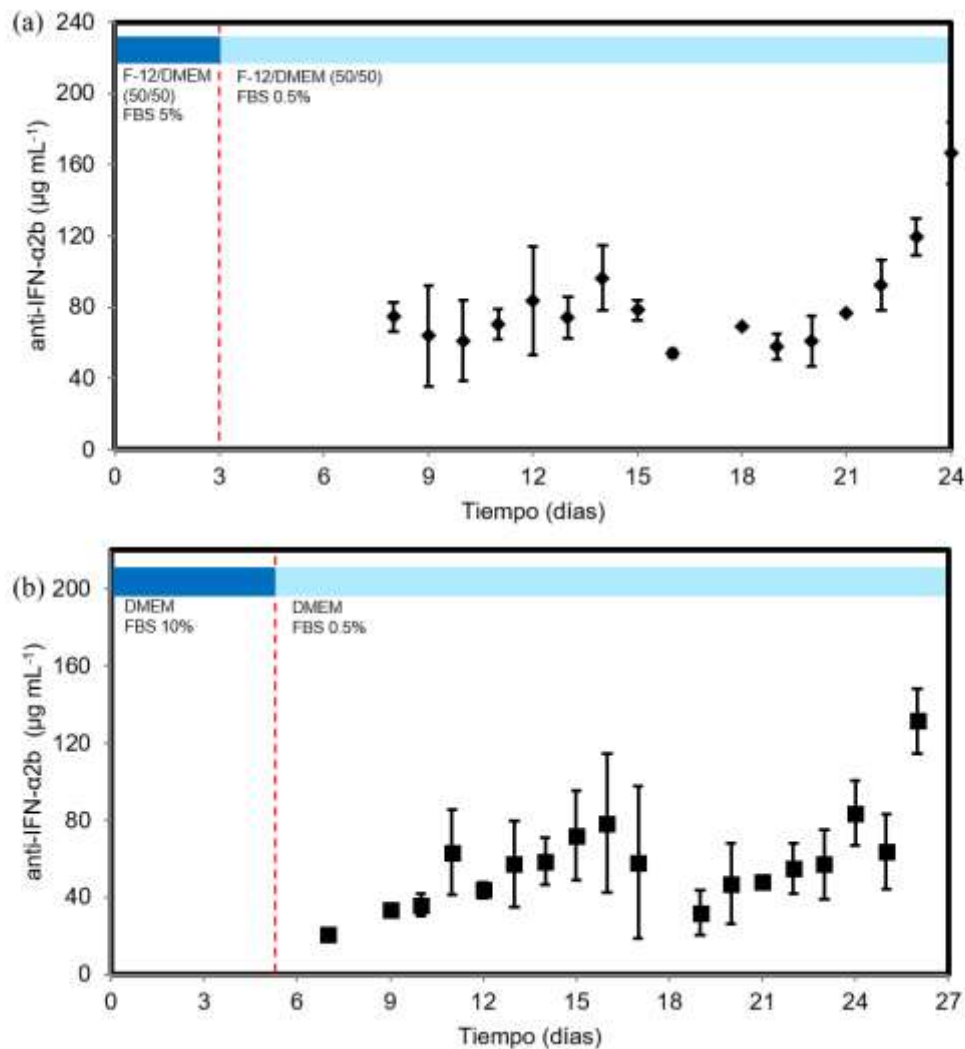 (a)
240
200
160
120
80
40
0
anti-IFN-α2b (µg mL⁻¹)
F-12/DMEM
(50/50)
FBS 5%
F-12/DMEM (50/50)
FBS 0.5%
0 3 6 9 12 15 18 21 24
Tiempo (días)
(b)
200
160
120
80
40
0
anti-IFN-α2b (µg mL⁻¹)
DMEM
FBS 10%
DMEM
FBS 0.5%
0 3 6 9 12 15 18 21 24 27
Tiempo (días)